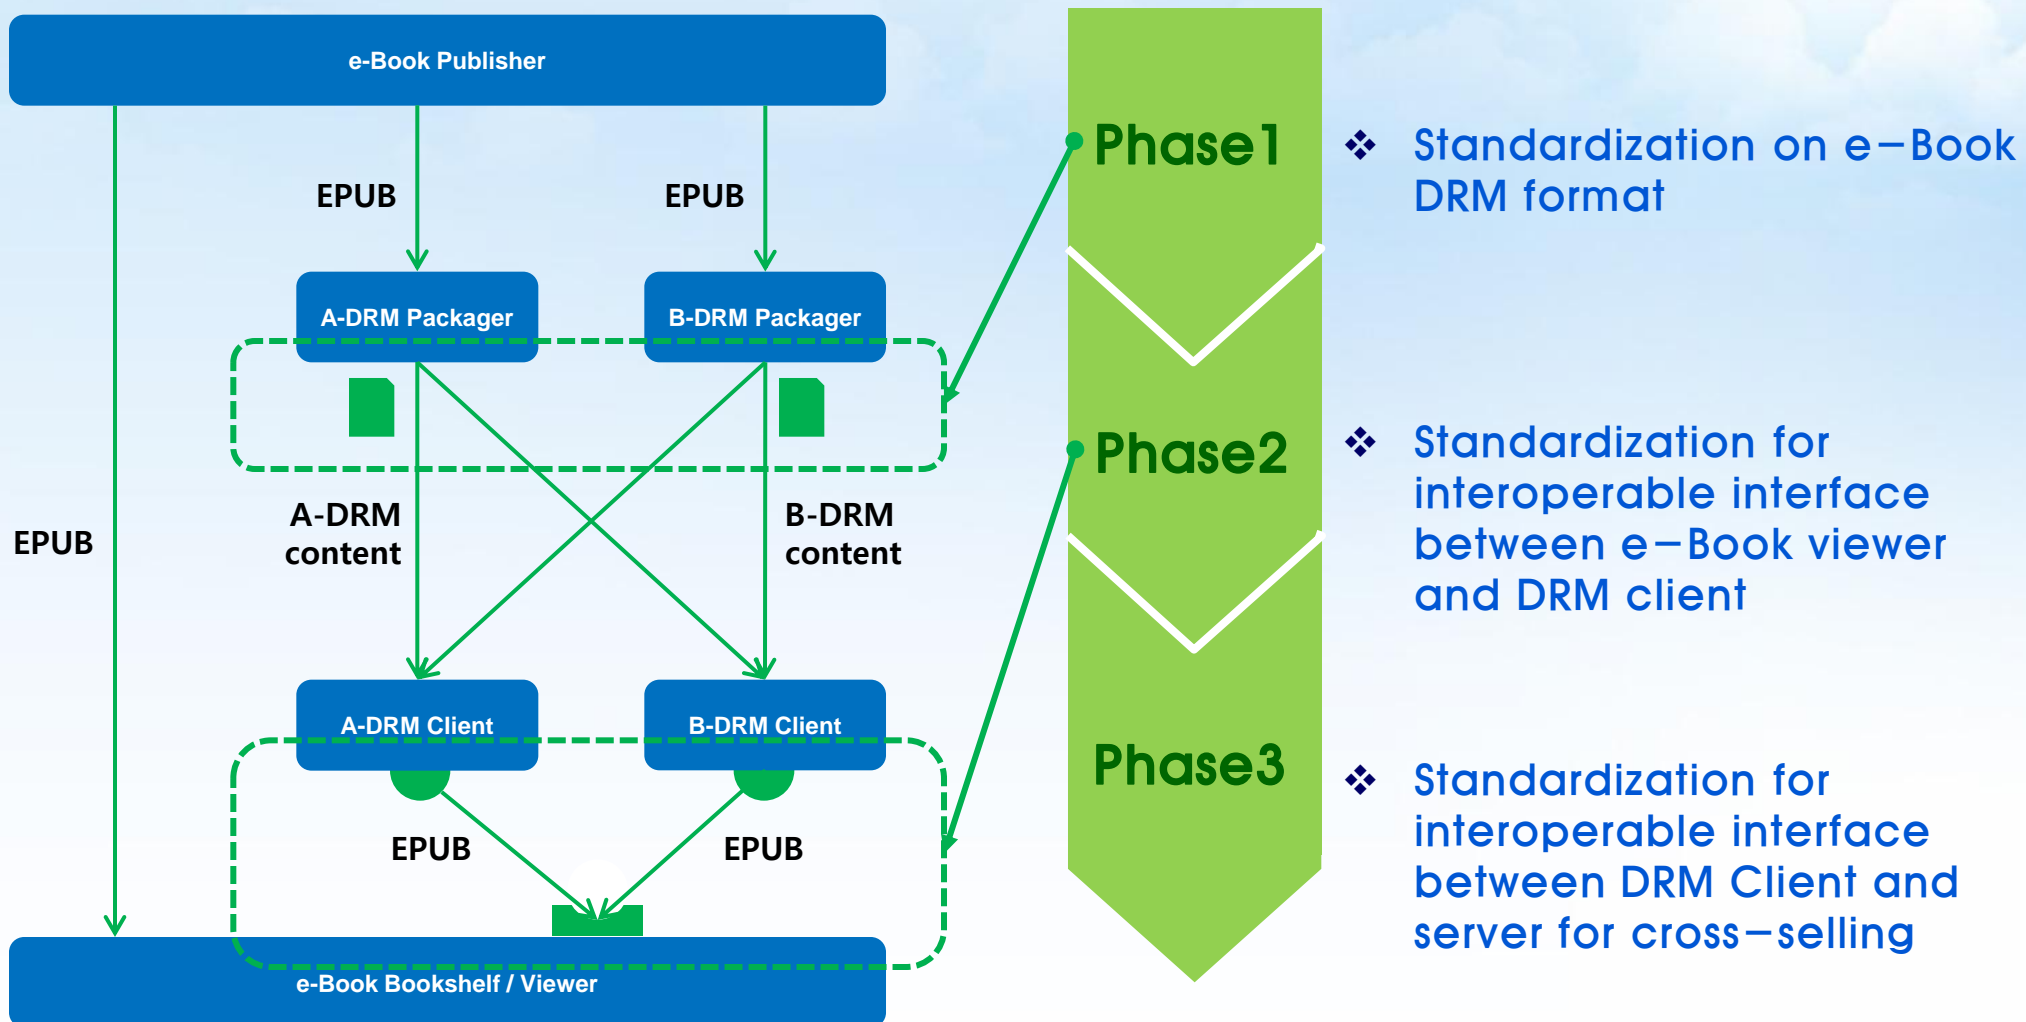 e-Book Publisher
EPUB
EPUB
A-DRM Packager
B-DRM Packager
A-DRM
content
B-DRM
content
EPUB
A-DRM Client
B-DRM Client
EPUB
EPUB
e-Book Bookshelf / Viewer
Phase1
❖ Standardization on e-Book
DRM format
Phase2
❖ Standardization for
interoperable interface
between e-Book viewer
and DRM client
Phase3
❖ Standardization for
interoperable interface
between DRM Client and
server for cross-selling